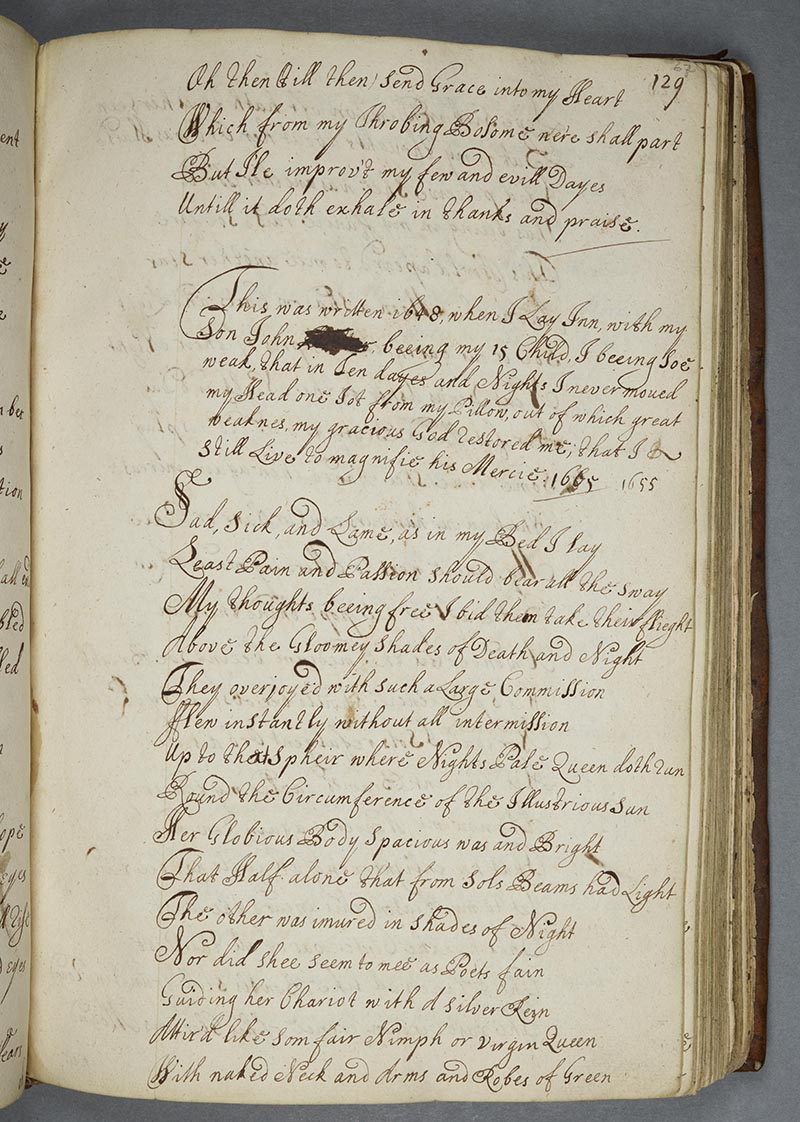 67
129
Oh then (till then) send Grace into my Heart
Which from my Throbing Bosome ne're shall part
But I'le improv't my few and evill Dayes
Untill it doth exhale in thanks and praise.
This was written 1648, when I Lay Inn, with my
Son John beeing my 15 Child, I beeing soe
weak, that in Ten dayes and Nights I never moved
my Head one Jot from my Pillow, out of which great
weaknes, my gracious God restored me, that I
still Live to magnifie his Mercie: 1665 1655
Sad, Sick, and Lame, as in my Bed I lay
Least Pain and Passion should bear all the sway
My thoughts beeing free I bid them take their flieght
Above the Gloomey shades of Death and Night
They overjoyed with such a Large Commission
fflew instantly without all intermission
Up to that Spheir where Nights Pale Queen doth run
Round the Circumference of the Illustrious Sun
Her Globious Body spacious was and Bright
That Half alone that from Sols Beams had Light
The other was imured in shades of Night
Nor did shee seem to mee as Poets fain
Guiding her Chariot with a silver Rein
Attir'd like som fair Nimph or Virgin Queen
With naked Neck and Arms and Robes of Green